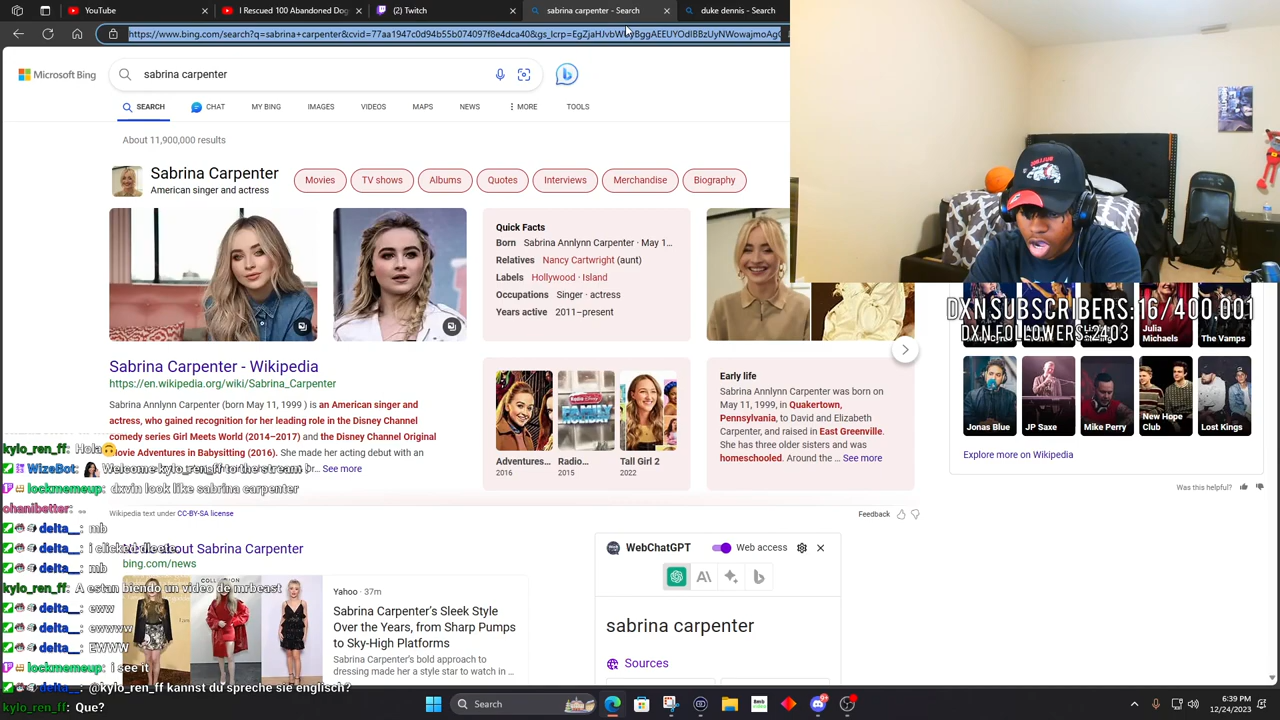 YouTube
I Rescued 100 Abandoned Dog
(2) Twitch
sabrina carpenter - Search
duke dennis - Search
https://www.bing.com/search?q=sabrina+carpenter&cvid=77aa1947c0d94b55b074097f8e4dca40&gs_lcrp=
Microsoft Bing
sabrina carpenter
SEARCH
CHAT
MY BING
IMAGES
VIDEOS
MAPS
NEWS
MORE
TOOLS
About 11,900,000 results
Sabrina Carpenter
American singer and actress
Movies
TV shows
Albums
Quotes
Interviews
Merchandise
Biography
Quick Facts
Born Sabrina Annlynn Carpenter · May 1...
Relatives Nancy Cartwright (aunt)
Labels Hollywood · Island
Occupations Singer · actress
Years active 2011–present
Sabrina Carpenter - Wikipedia
https://en.wikipedia.org/wiki/Sabrina_Carpenter
Sabrina Annlynn Carpenter (born May 11, 1999 ) is an American singer and
actress, who gained recognition for her leading role in the Disney Channel
comedy series Girl Meets World (2014–2017) and the Disney Channel Original
Movie Adventures in Babysitting (2016). She made her acting debut with an
See more
Adventures...
2016
Radio...
2015
Tall Girl 2
2022
Early life
Sabrina Annlynn Carpenter was born on
May 11, 1999, in Quakertown,
Pennsylvania, to David and Elizabeth
Carpenter, and raised in East Greenville.
She has three older sisters and was
homeschooled. Around the ... See more
Wikipedia text under CC-BY-SA license
Feedback
DXN SUBSCRIBERS:16/400,001
DXN FOLLOWERS:2403
Julia
Michaels
The Vamps
Jonas Blue
JP Saxe
Mike Perry
New Hope
Club
Lost Kings
Explore more on Wikipedia
Was this helpful?
News about Sabrina Carpenter
bing.com/news
Yahoo · 37m
Sabrina Carpenter's Sleek Style
Over the Years, from Sharp Pumps
to Sky-High Platforms
Sabrina Carpenter's bold approach to
dressing made her a style star to watch in ...
WebChatGPT
Web access
sabrina carpenter
Sources
kylo_ren_ff: Hola
WizeBot: Welcome kylo_ren_ff to the stream !
lockmemeup: dxvin look like sabrina carpenter
ohanibetter: ..
delta__: mb
delta__: i clicked
delta__: mb
kylo_ren_ff: A estan biendo un video de mrbeast
delta__: eww
delta__: ewwww
delta__: EWWW
lockmemeup: i see it
delta__: @kylo_ren_ff kannst du spreche sie englisch?
kylo_ren_ff: Que?
Search
6:39 PM
12/24/2023